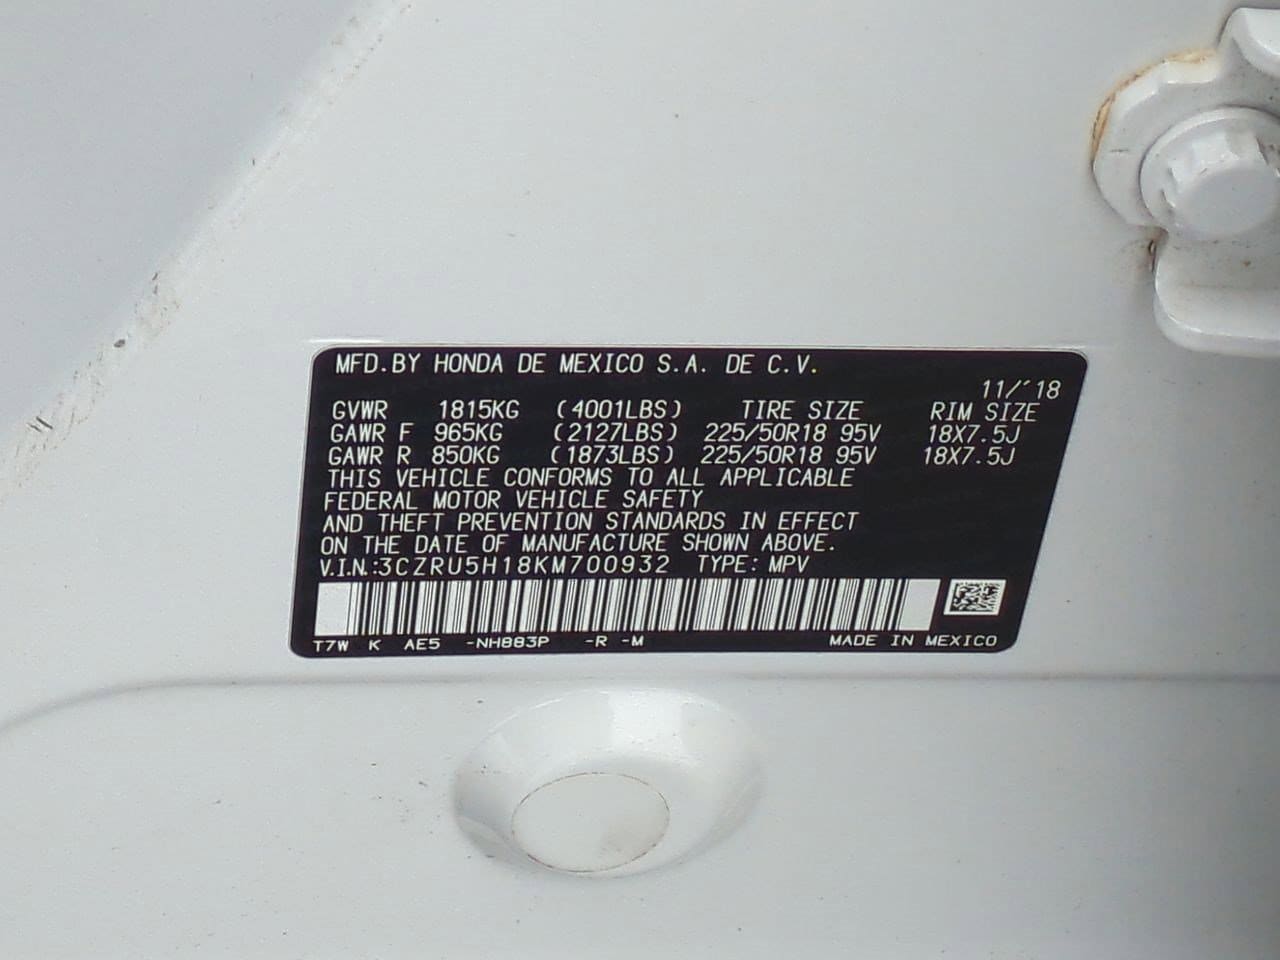 MFD.BY HONDA DE MEXICO S.A. DE C.V.
11/'18
GVWR 1815KG (4001LBS) TIRE SIZE RIM SIZE
GAWR F 965KG (2127LBS) 225/50R18 95V 18X7.5J
GAWR R 850KG (1873LBS) 225/50R18 95V 18X7.5J
THIS VEHICLE CONFORMS TO ALL APPLICABLE
FEDERAL MOTOR VEHICLE SAFETY
AND THEFT PREVENTION STANDARDS IN EFFECT
ON THE DATE OF MANUFACTURE SHOWN ABOVE.
V.I.N.:3CZRU5H18KM700932 TYPE: MPV
T7W K AE5 -NH883P -R -M MADE IN MEXICO